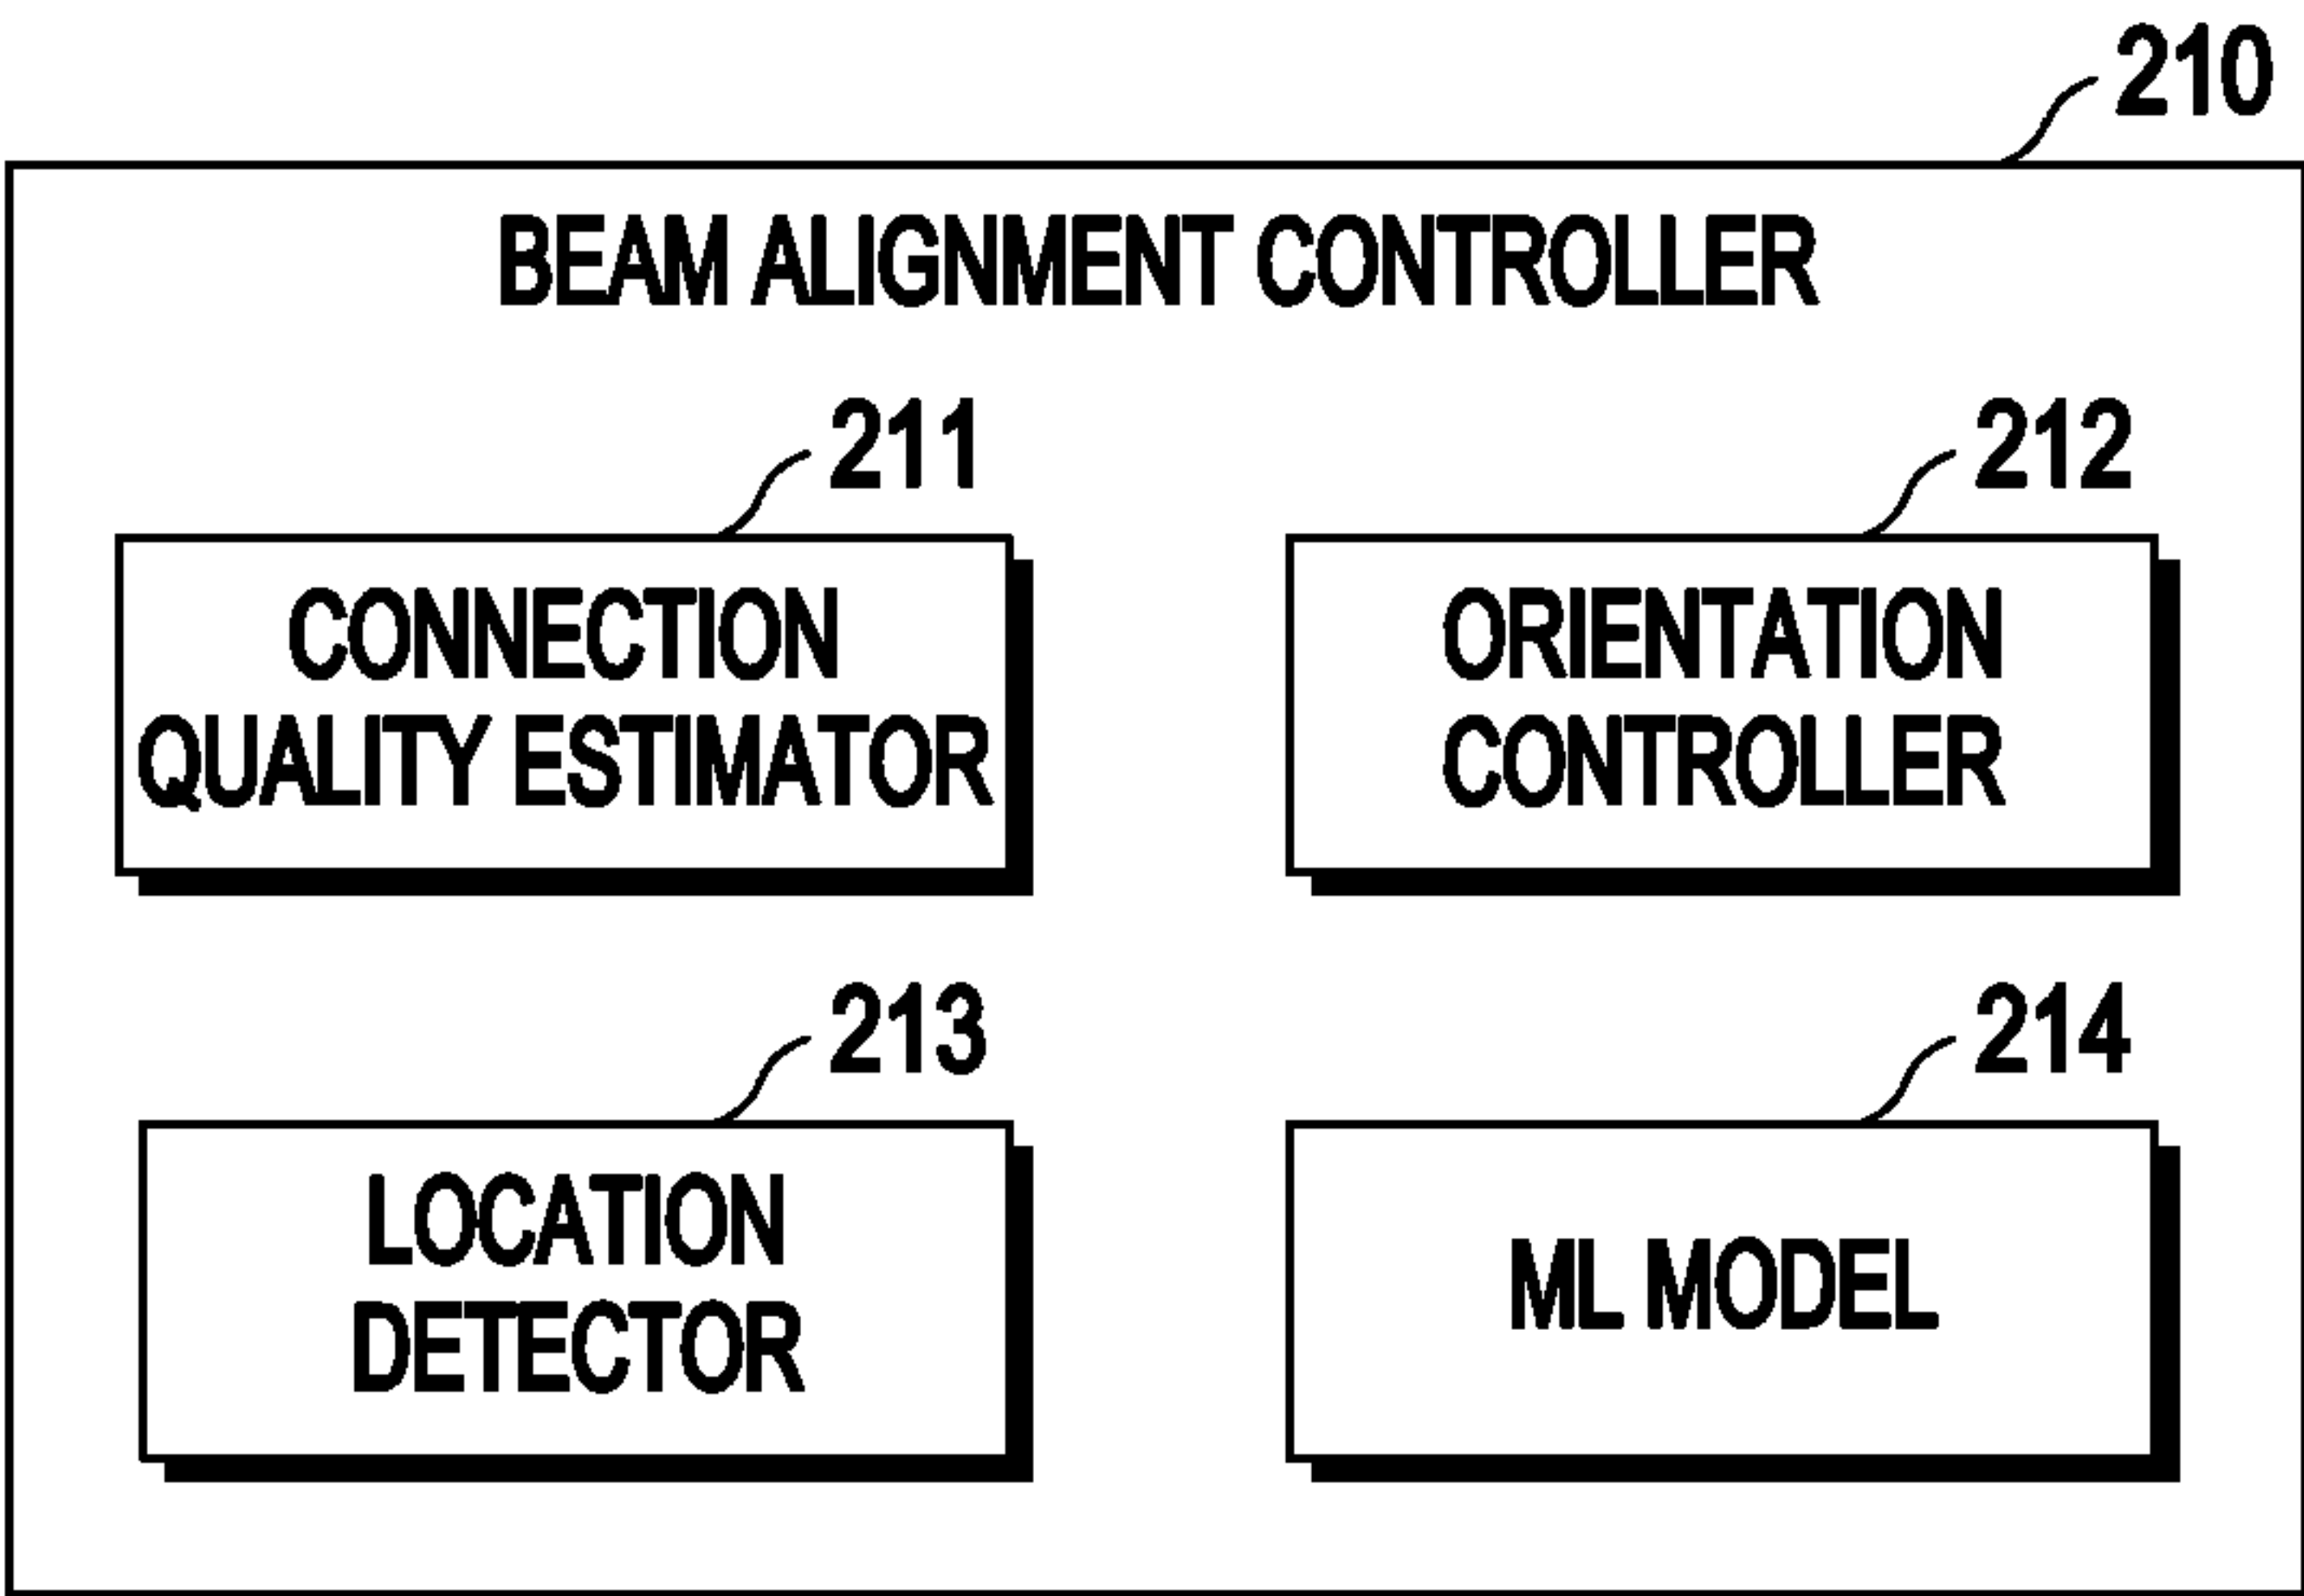 210
BEAM ALIGNMENT CONTROLLER
211
CONNECTION
QUALITY ESTIMATOR
212
ORIENTATION
CONTROLLER
213
LOCATION
DETECTOR
214
ML MODEL